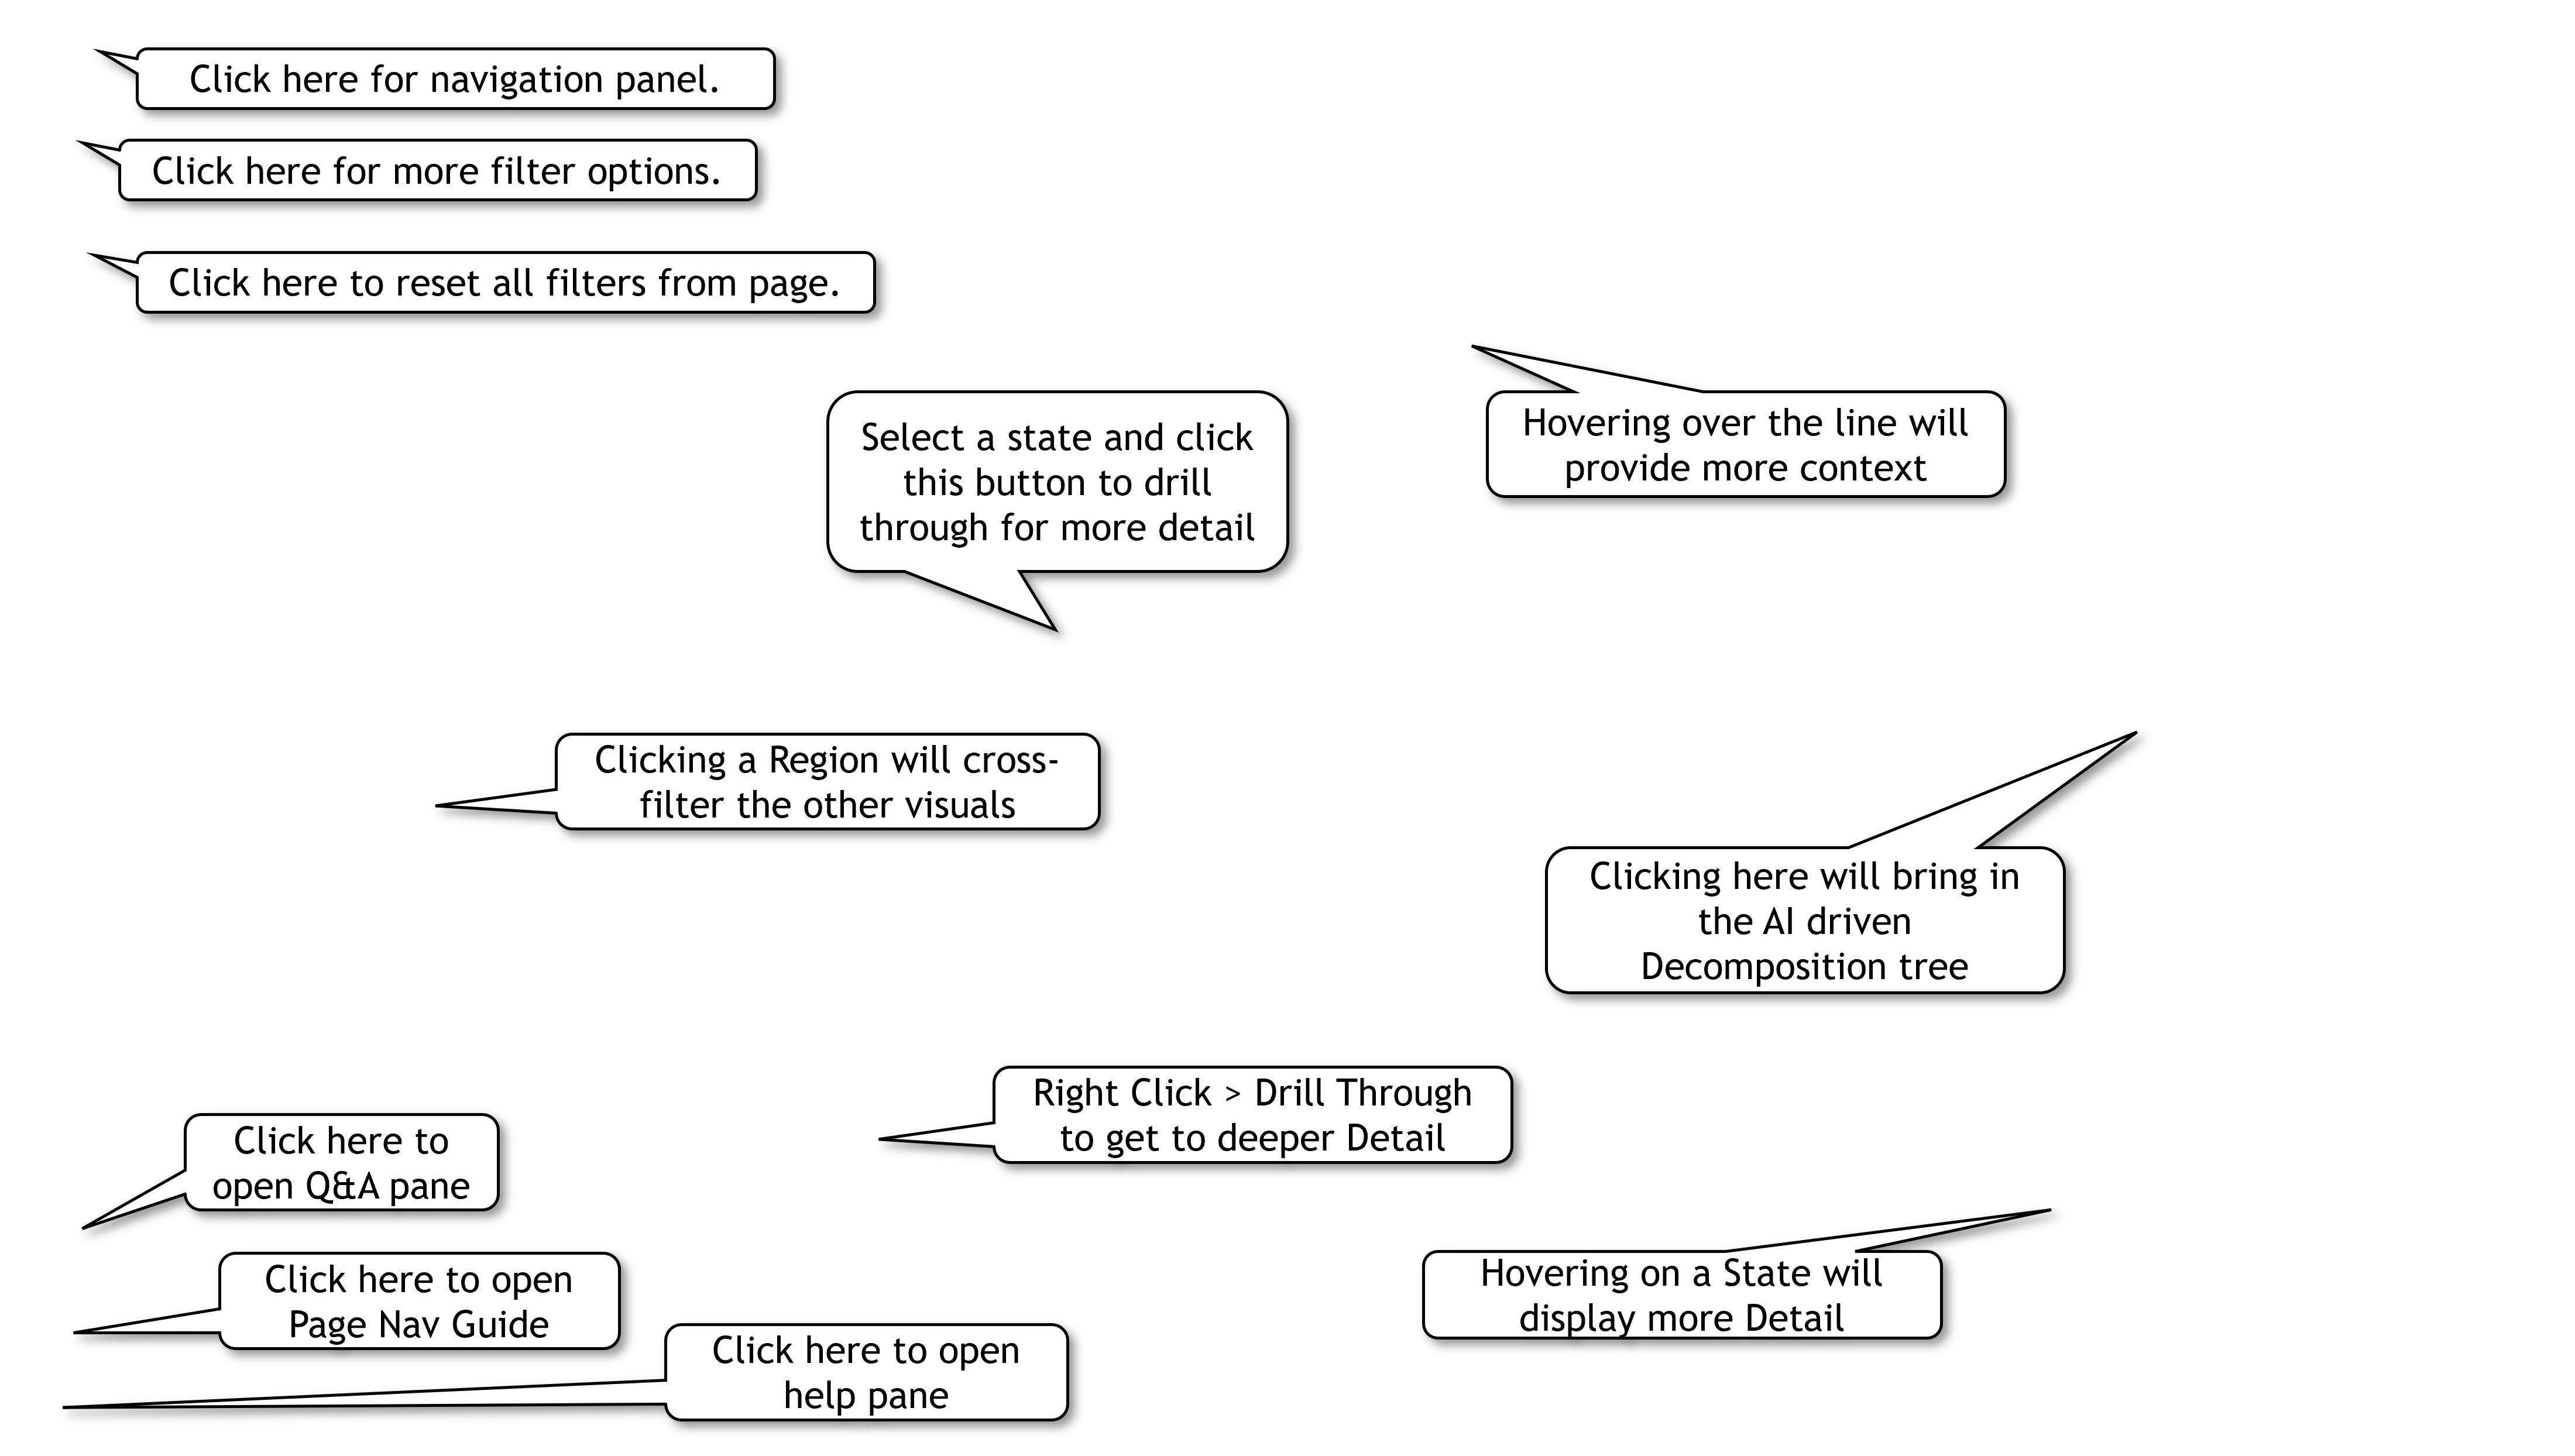 Click here for navigation panel.
Click here for more filter options.
Click here to reset all filters from page.
Select a state and click
this button to drill
through for more detail
Hovering over the line will
provide more context
Clicking a Region will cross-
filter the other visuals
Clicking here will bring in
the AI driven
Decomposition tree
Right Click > Drill Through
to get to deeper Detail
Click here to
open Q&A pane
Hovering on a State will
display more Detail
Click here to open
Page Nav Guide
Click here to open
help pane